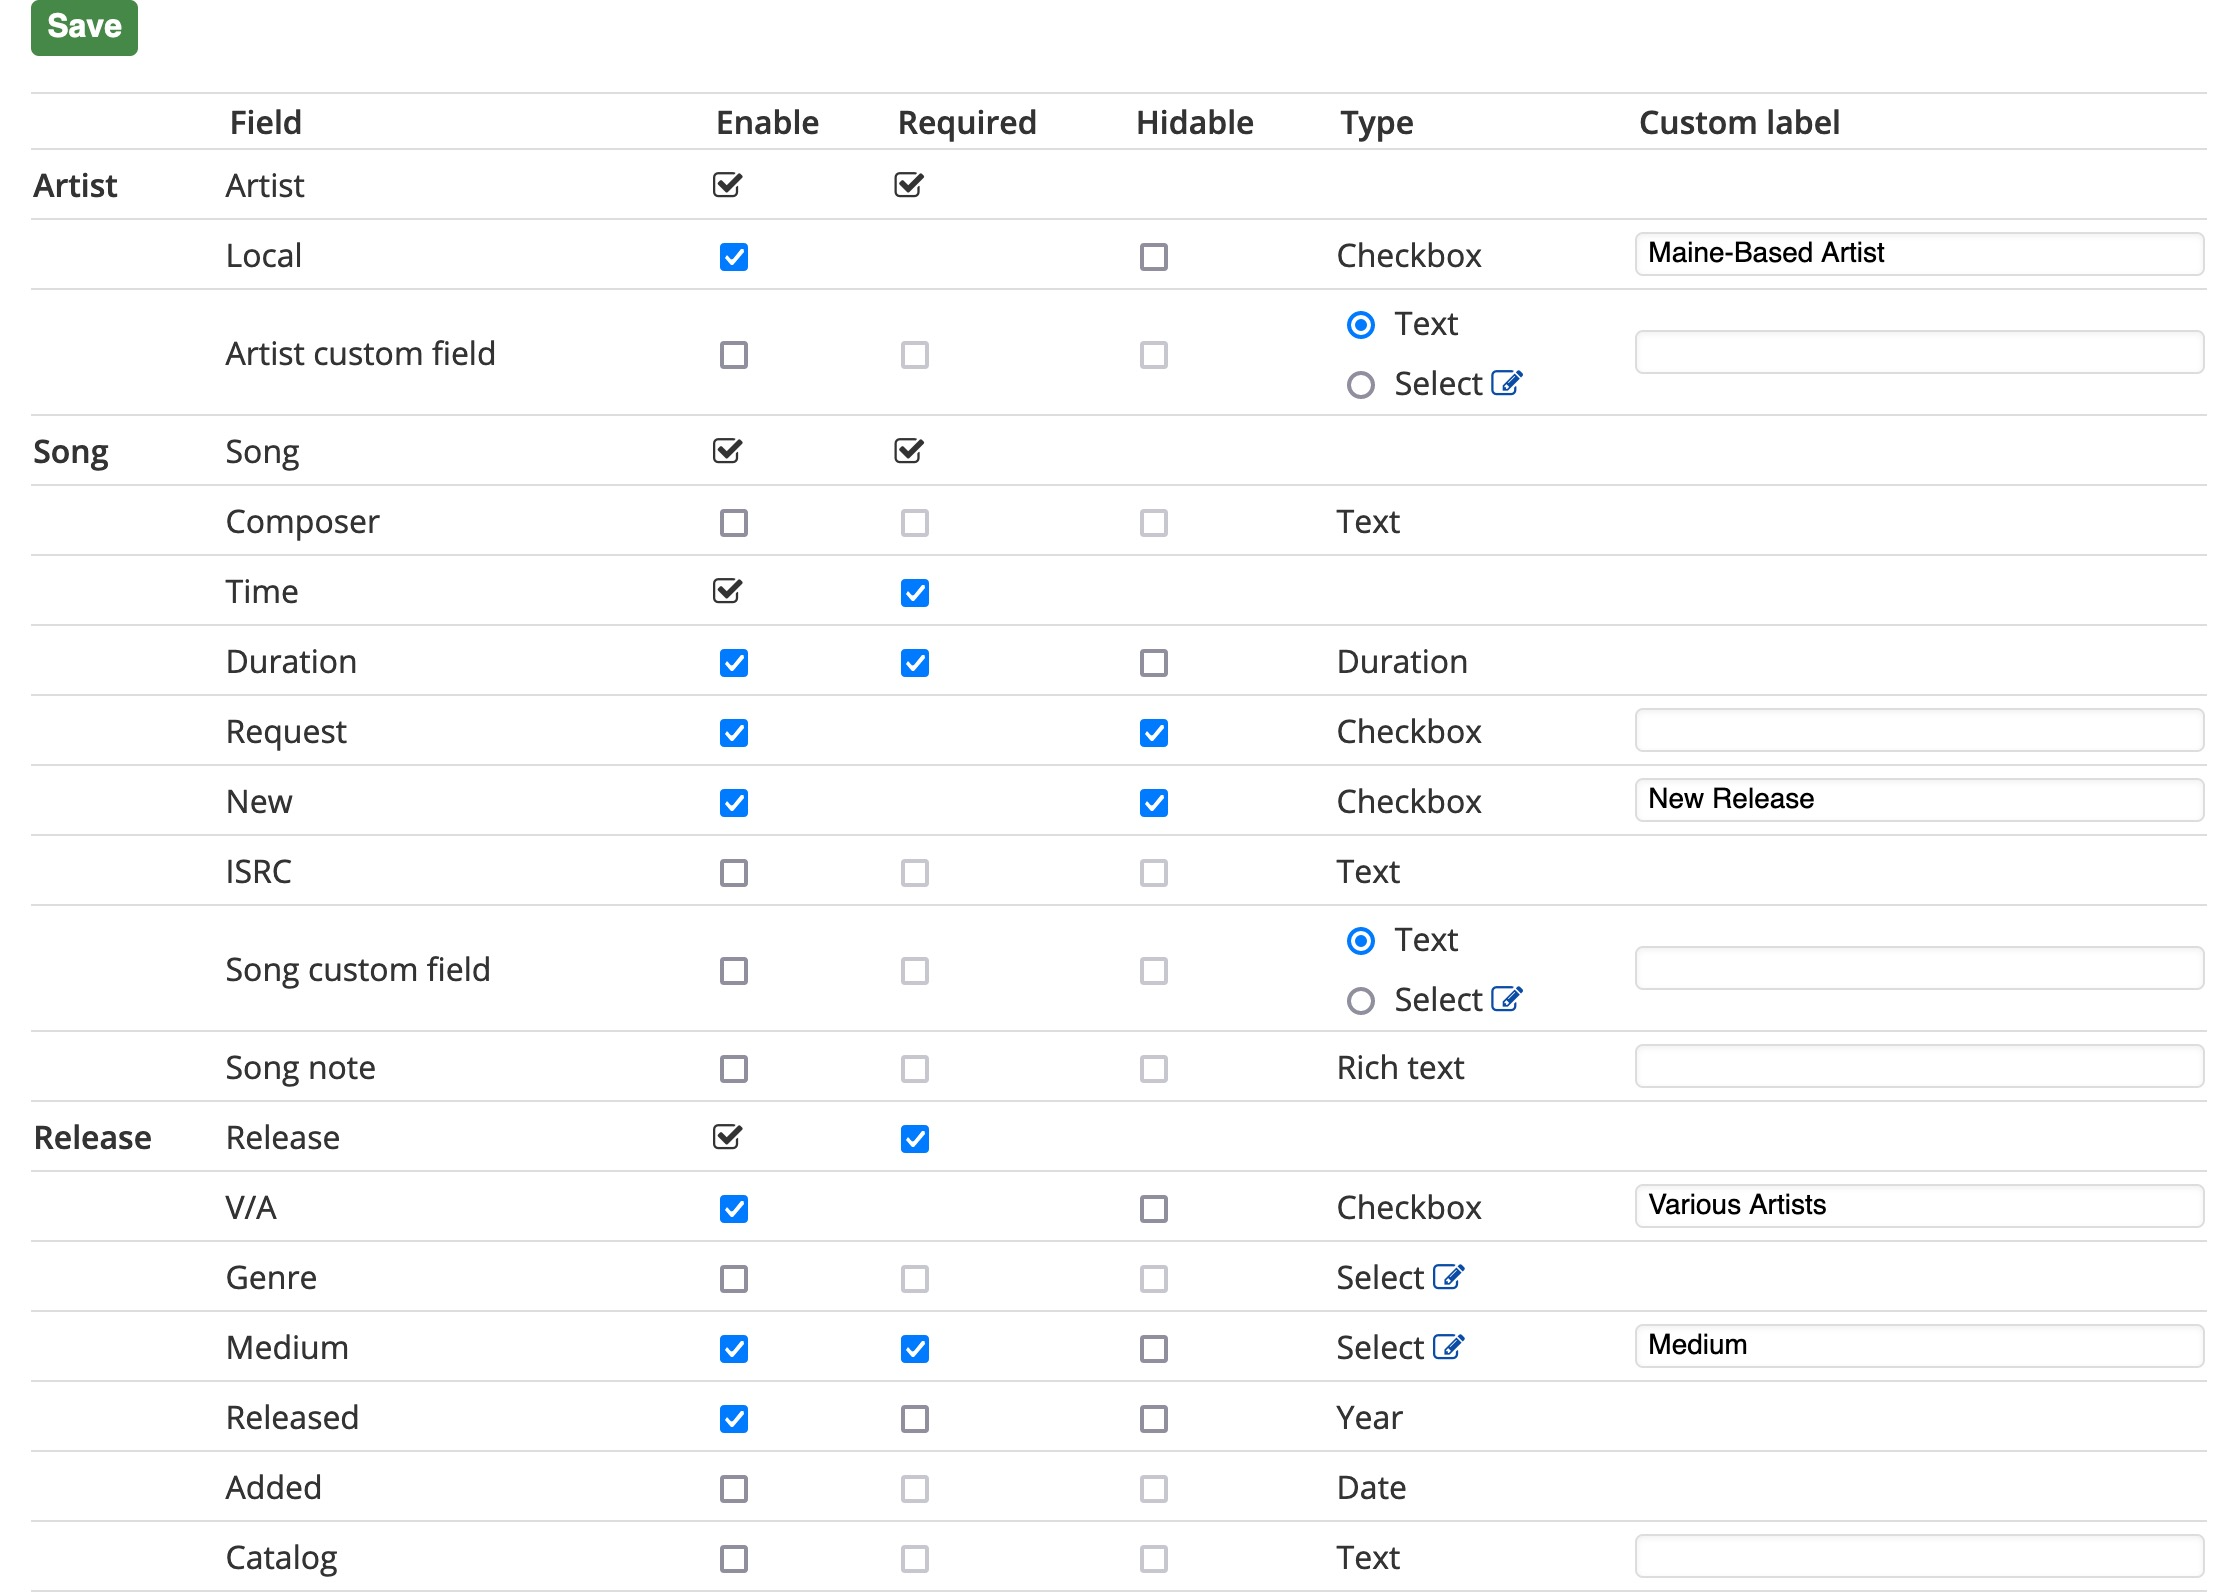 Save
Field Enable Required Hidable Type Custom label
Artist Artist
Local Checkbox Maine-Based Artist
Text
Artist custom field
Select
Song Song
Composer Text
Time
Duration Duration
Request Checkbox
New Checkbox New Release
ISRC Text
Text
Song custom field
Select
Song note Rich text
Release Release
V/A Checkbox Various Artists
Genre Select
Medium Select Medium
Released Year
Added Date
Catalog Text